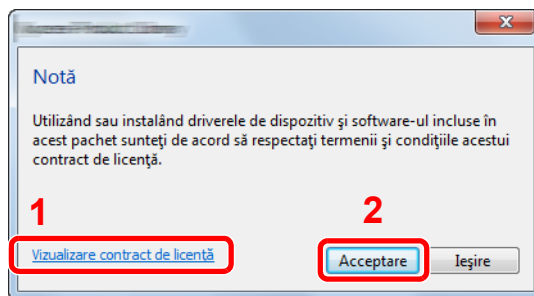 Notă
Utilizând sau instalând driverele de dispozitiv şi software-ul incluse în
acest pachet sunteţi de acord să respectaţi termenii şi condiţiile acestui
contract de licenţă.
1
2
Vizualizare contract de licenţă
Acceptare
Ieşire